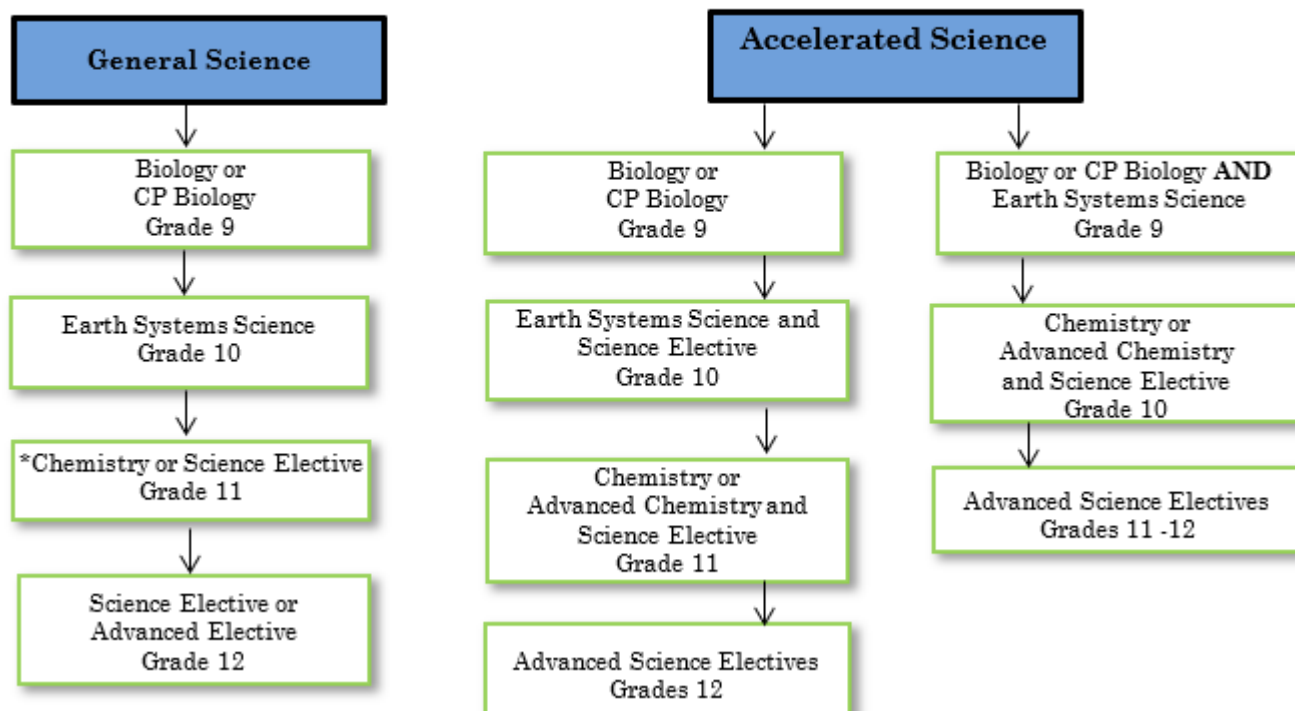 General Science
Biology or
CP Biology
Grade 9
Earth Systems Science
Grade 10
*Chemistry or Science Elective
Grade 11
Science Elective or
Advanced Elective
Grade 12
Accelerated Science
Biology or
CP Biology
Grade 9
Earth Systems Science and
Science Elective
Grade 10
Chemistry or
Advanced Chemistry and
Science Elective
Grade 11
Advanced Science Electives
Grades 12
Biology or CP Biology AND
Earth Systems Science
Grade 9
Chemistry or
Advanced Chemistry
and Science Elective
Grade 10
Advanced Science Electives
Grades 11 -12